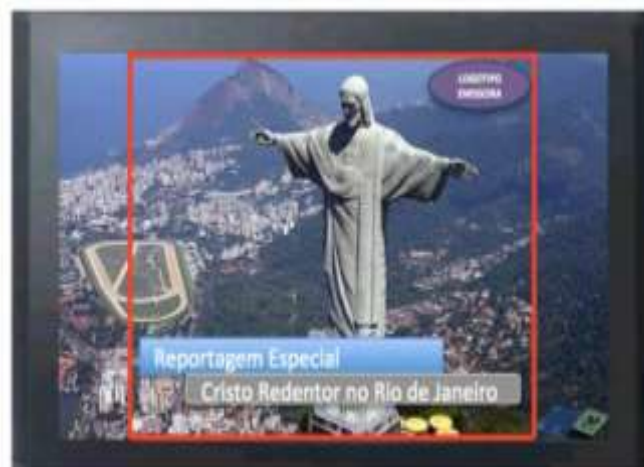 LOGOTIPO
EMISSORA
Reportagem Especial
Cristo Redentor no Rio de Janeiro